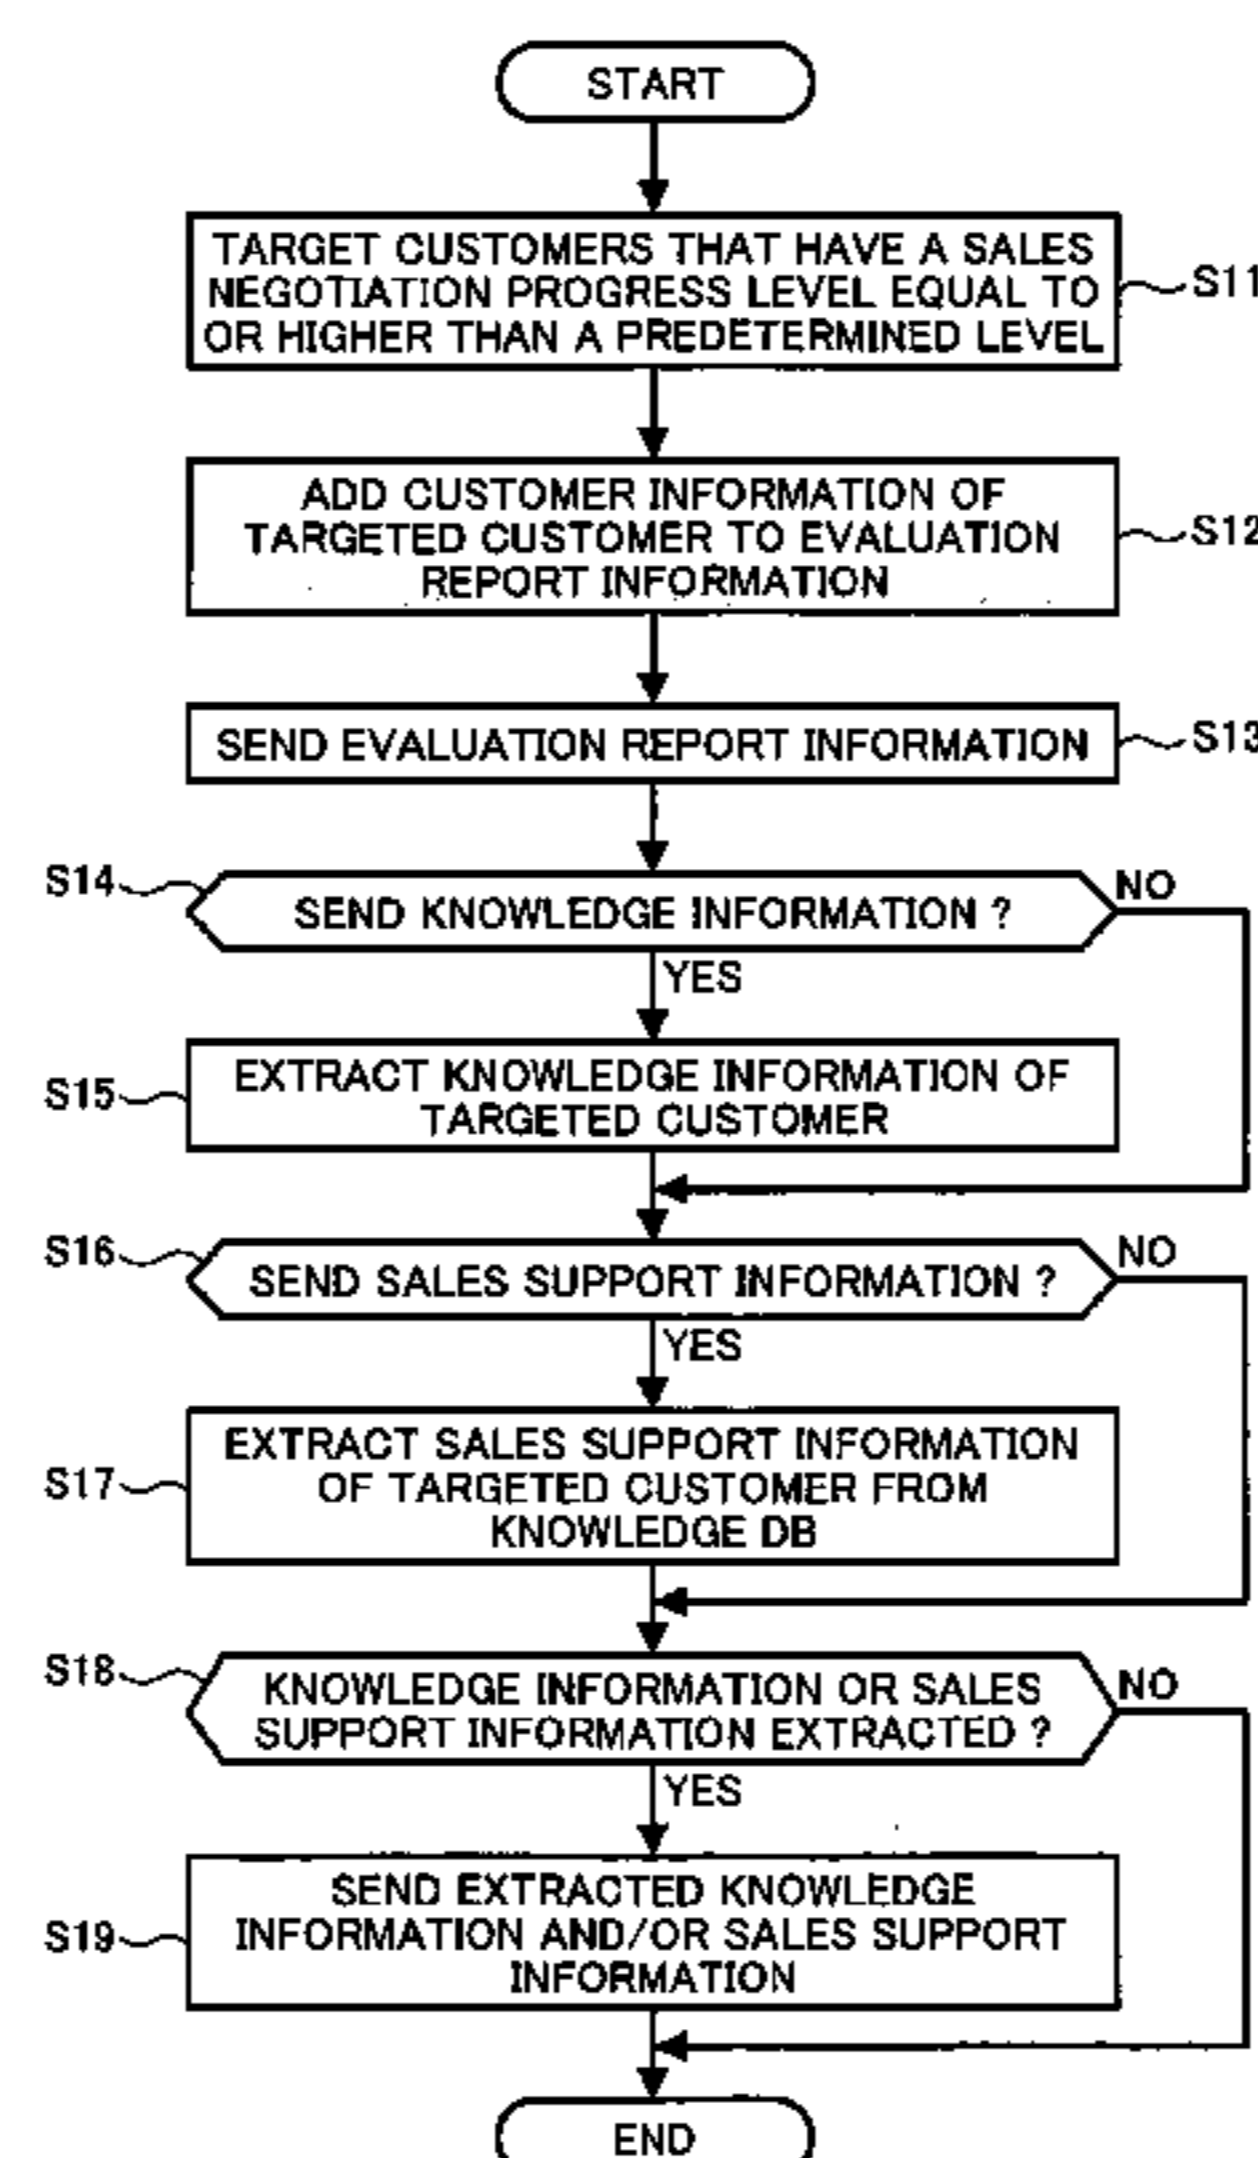 START
TARGET CUSTOMERS THAT HAVE A SALES
NEGOTIATION PROGRESS LEVEL EQUAL TO
OR HIGHER THAN A PREDETERMINED LEVEL
S11
ADD CUSTOMER INFORMATION OF
TARGETED CUSTOMER TO EVALUATION
REPORT INFORMATION
S12
SEND EVALUATION REPORT INFORMATION
S13
S14
SEND KNOWLEDGE INFORMATION ?
NO
YES
S15
EXTRACT KNOWLEDGE INFORMATION OF
TARGETED CUSTOMER
S16
SEND SALES SUPPORT INFORMATION ?
NO
YES
S17
EXTRACT SALES SUPPORT INFORMATION
OF TARGETED CUSTOMER FROM
KNOWLEDGE DB
S18
KNOWLEDGE INFORMATION OR SALES
SUPPORT INFORMATION EXTRACTED ?
NO
YES
S19
SEND EXTRACTED KNOWLEDGE
INFORMATION AND/OR SALES SUPPORT
INFORMATION
END